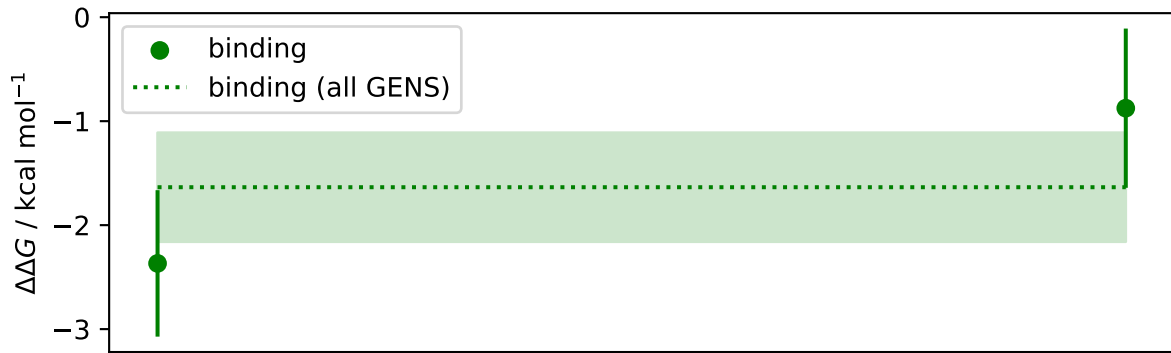 0
−1
−2
−3
ΔΔG / kcal mol⁻¹
binding
binding (all GENS)